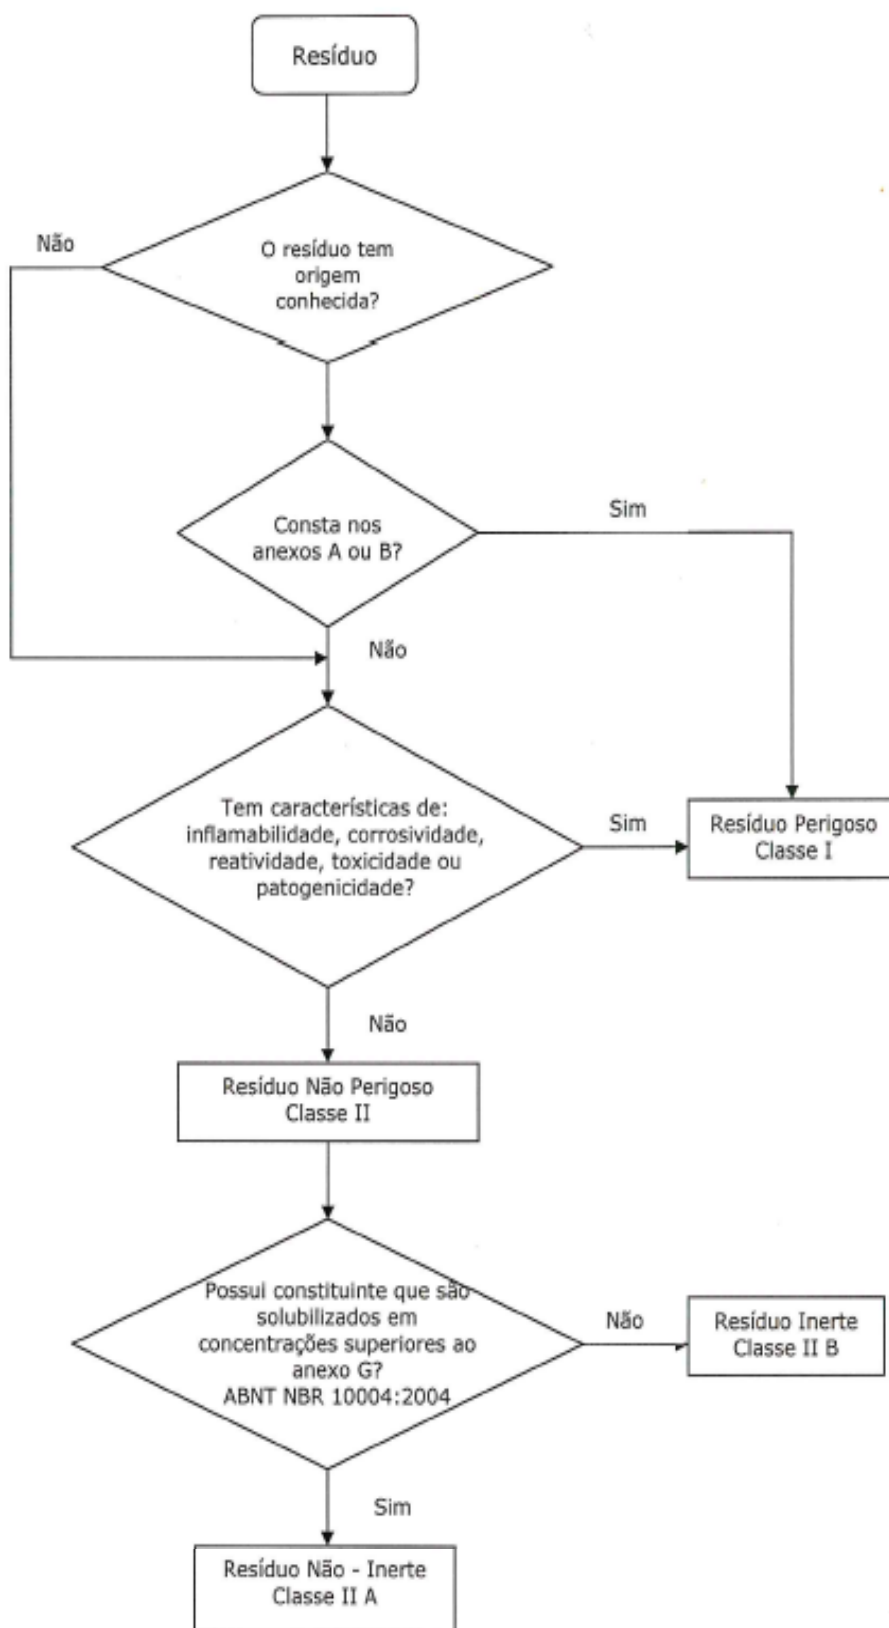 Resíduo
Não
O resíduo tem
origem
conhecida?
Consta nos
anexos A ou B?
Sim
Não
Tem características de:
inflamabilidade, corrosividade,
reatividade, toxicidade ou
patogenicidade?
Sim
Resíduo Perigoso
Classe I
Não
Resíduo Não Perigoso
Classe II
Possui constituinte que são
solubilizados em
concentrações superiores ao
anexo G?
ABNT NBR 10004:2004
Não
Resíduo Inerte
Classe II B
Sim
Resíduo Não - Inerte
Classe II A